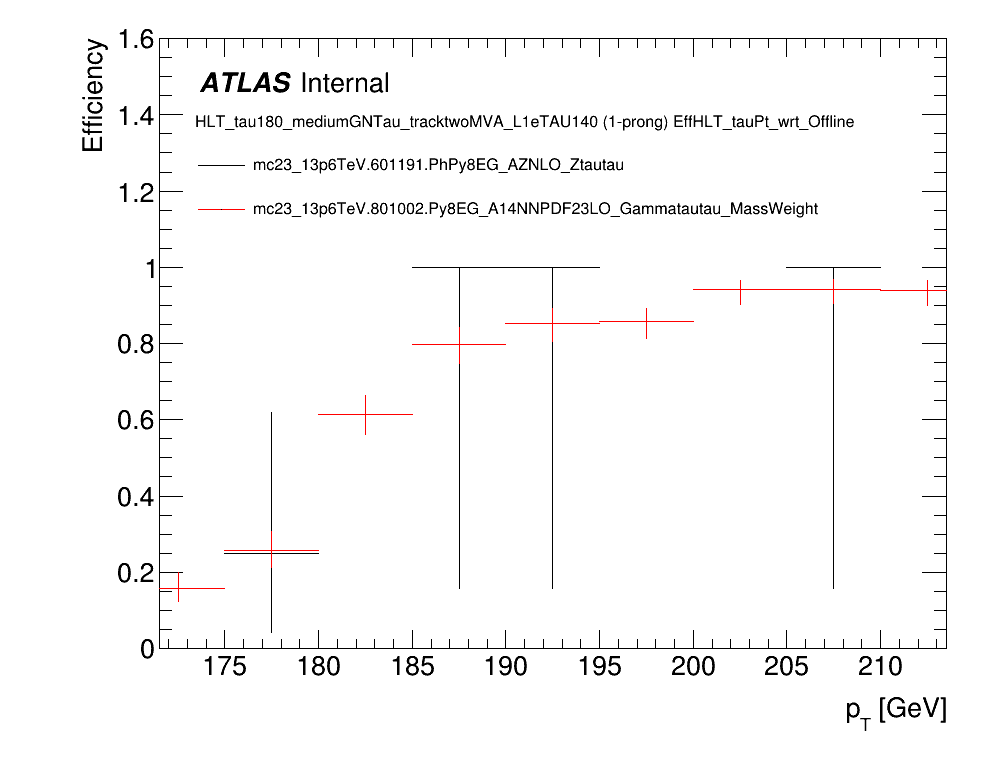 Efficiency
1.6
1.4
1.2
1
0.8
0.6
0.4
0.2
0
ATLAS Internal
HLT_tau180_mediumGNTau_tracktwoMVA_L1eTAU140 (1-prong) EffHLT_tauPt_wrt_Offline
mc23_13p6TeV.601191.PhPy8EG_AZNLO_Ztautau
mc23_13p6TeV.801002.Py8EG_A14NNPDF23LO_Gammatautau_MassWeight
175 180 185 190 195 200 205 210
pT [GeV]